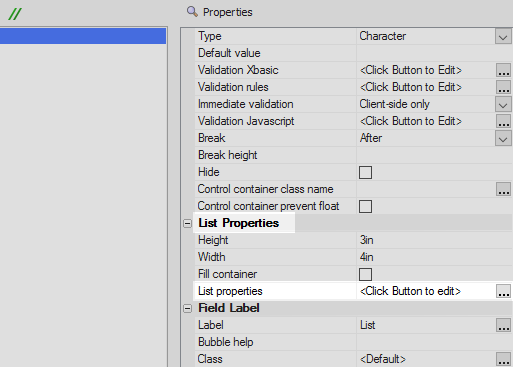 //
Properties
Type Character
Default value
Validation Xbasic <Click Button to Edit> ...
Validation rules <Click Button to Edit> ...
Immediate validation Client-side only
Validation Javascript <Click Button to Edit> ...
Break After
Break height
Hide
Control container class name ...
Control container prevent float
List Properties
Height 3in
Width 4in
Fill container
List properties <Click Button to edit> ...
Field Label
Label List ...
Bubble help
Class <Default> ...